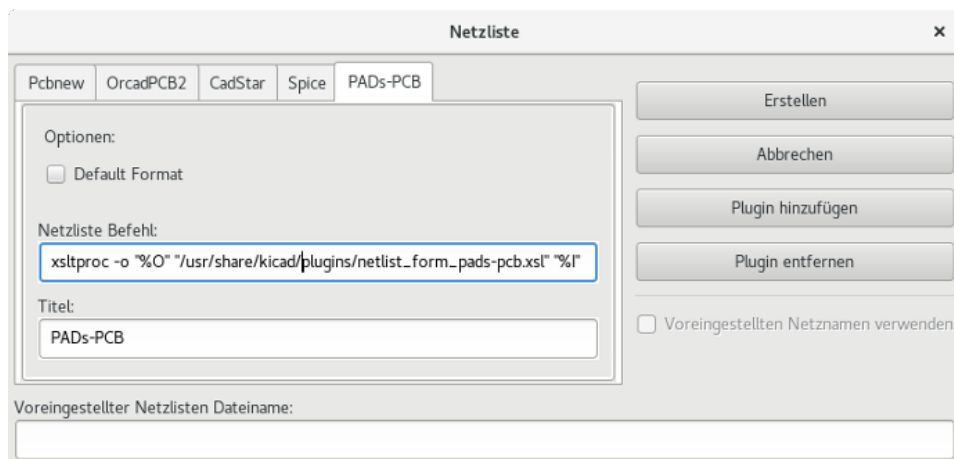 Netzliste
Pcbnew OrcadPCB2 CadStar Spice PADs-PCB
Optionen:
Default Format
Netzliste Befehl:
xsltproc -o "%O" "/usr/share/kicad/plugins/netlist_form_pads-pcb.xsl" "%I"
Titel:
PADs-PCB
Erstellen
Abbrechen
Plugin hinzufügen
Plugin entfernen
Voreingestellten Netznamen verwenden
Voreingestellter Netzlisten Dateiname: